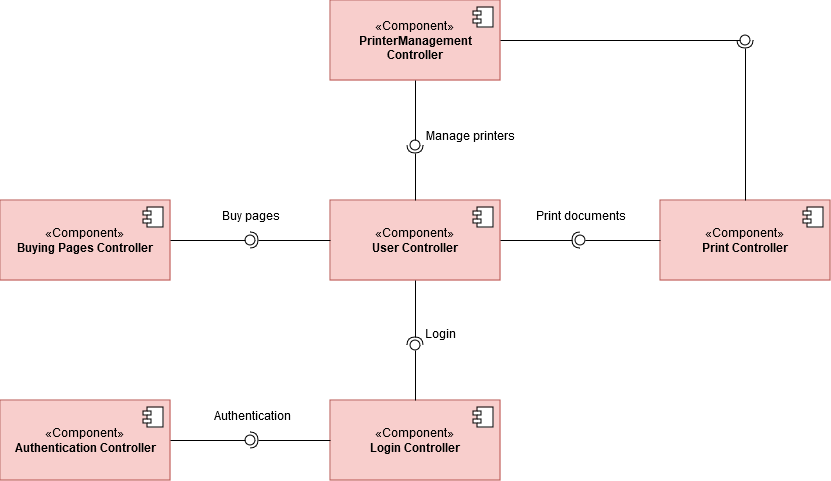 «Component»
PrinterManagement
Controller
Manage printers
Buy pages
Print documents
«Component»
Buying Pages Controller
«Component»
User Controller
«Component»
Print Controller
Login
Authentication
«Component»
Authentication Controller
«Component»
Login Controller